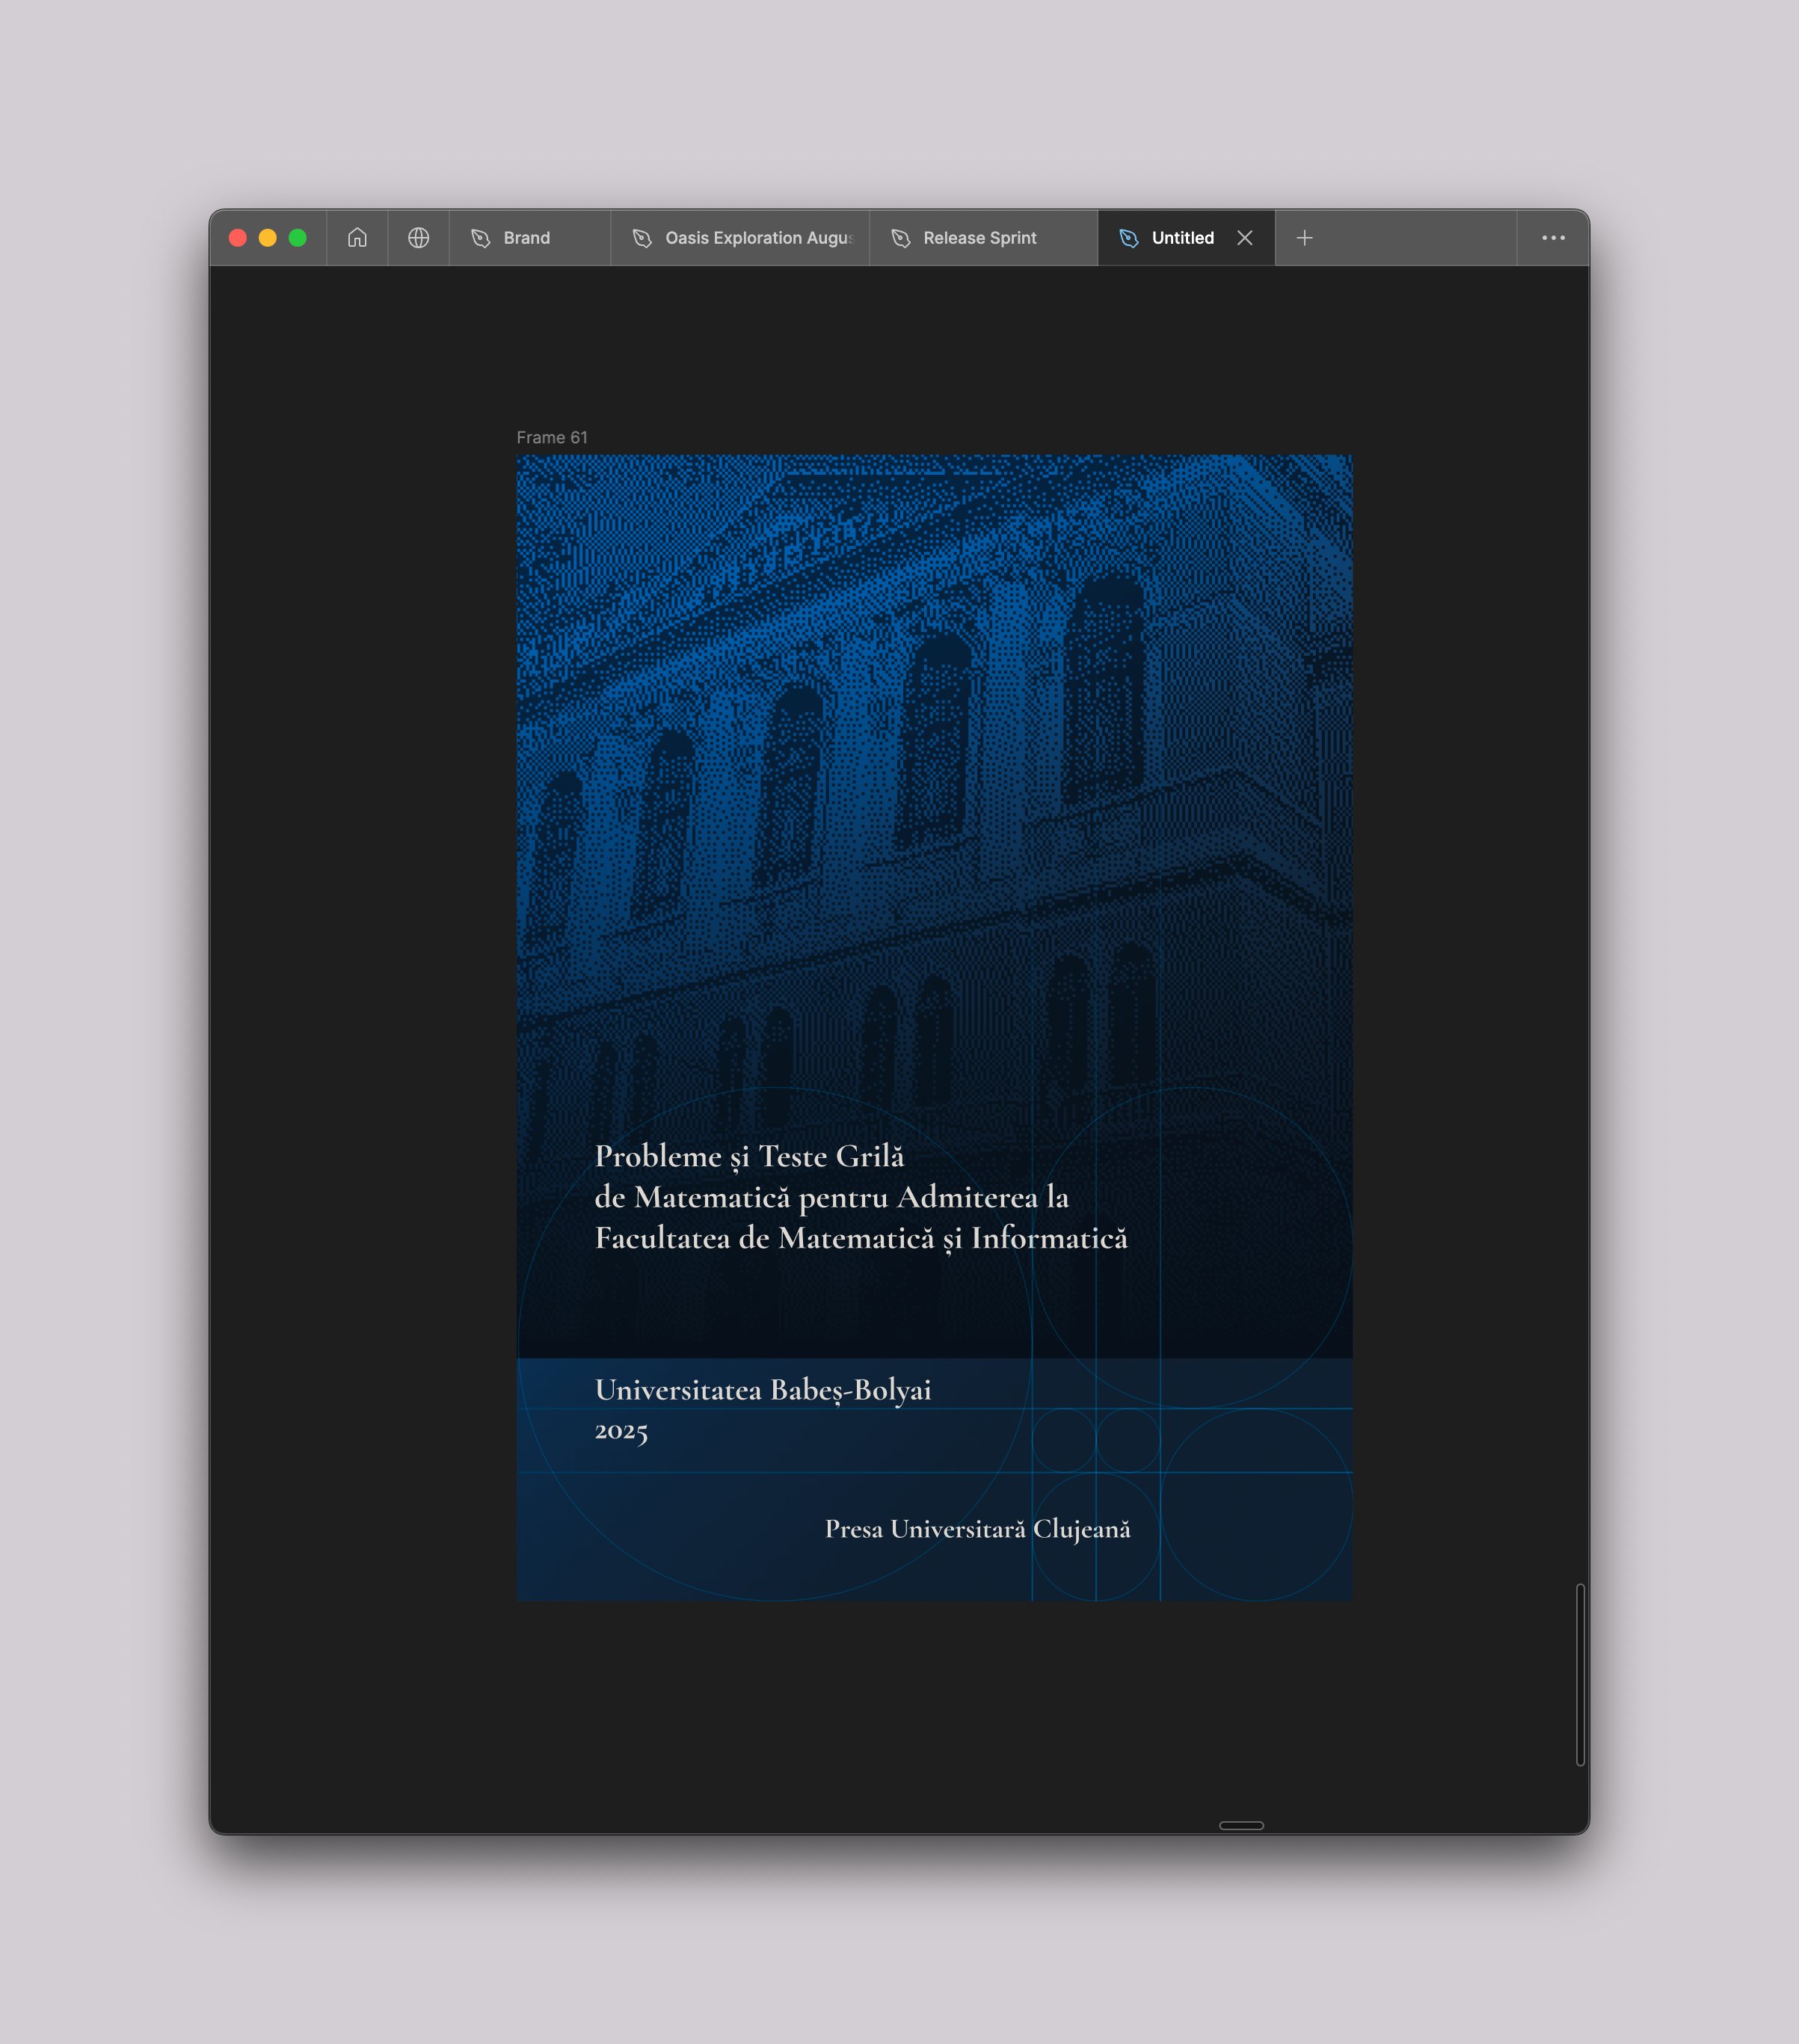 Brand
Oasis Exploration Augus
Release Sprint
Untitled
Frame 61
Probleme și Teste Grilă
de Matematică pentru Admiterea la
Facultatea de Matematică și Informatică
Universitatea Babeș-Bolyai
2025
Presa Universitară Clujeană